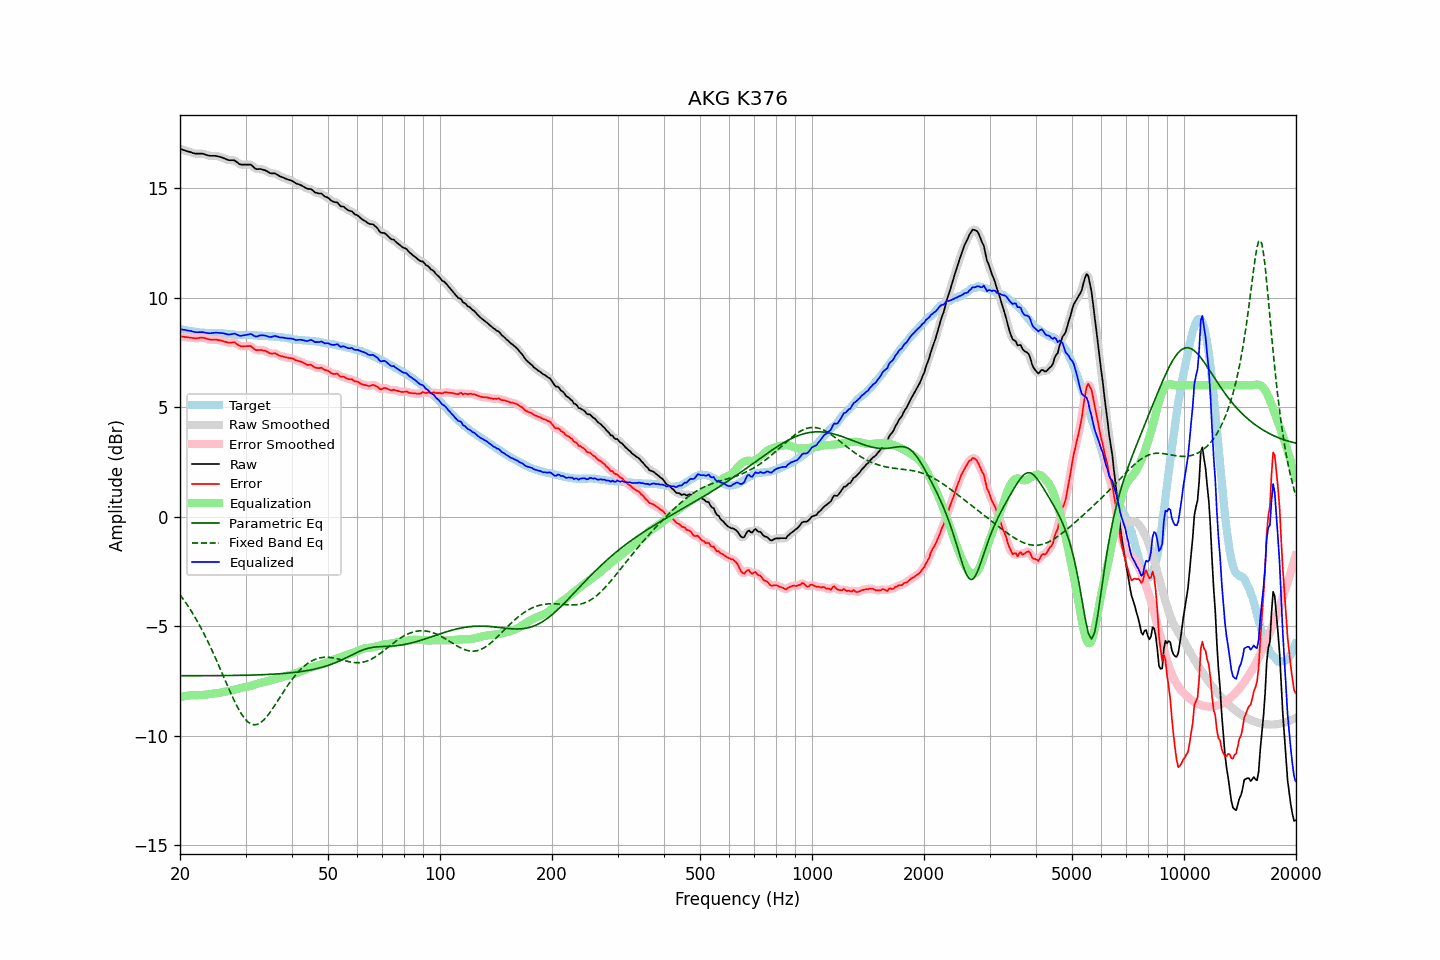 AKG K376
Amplitude (dBr)
15
10
5
0
−5
−10
−15
Target
Raw Smoothed
Error Smoothed
Raw
Error
Equalization
Parametric Eq
Fixed Band Eq
Equalized
20 50 100 200 500 1000 2000 5000 10000 20000
Frequency (Hz)